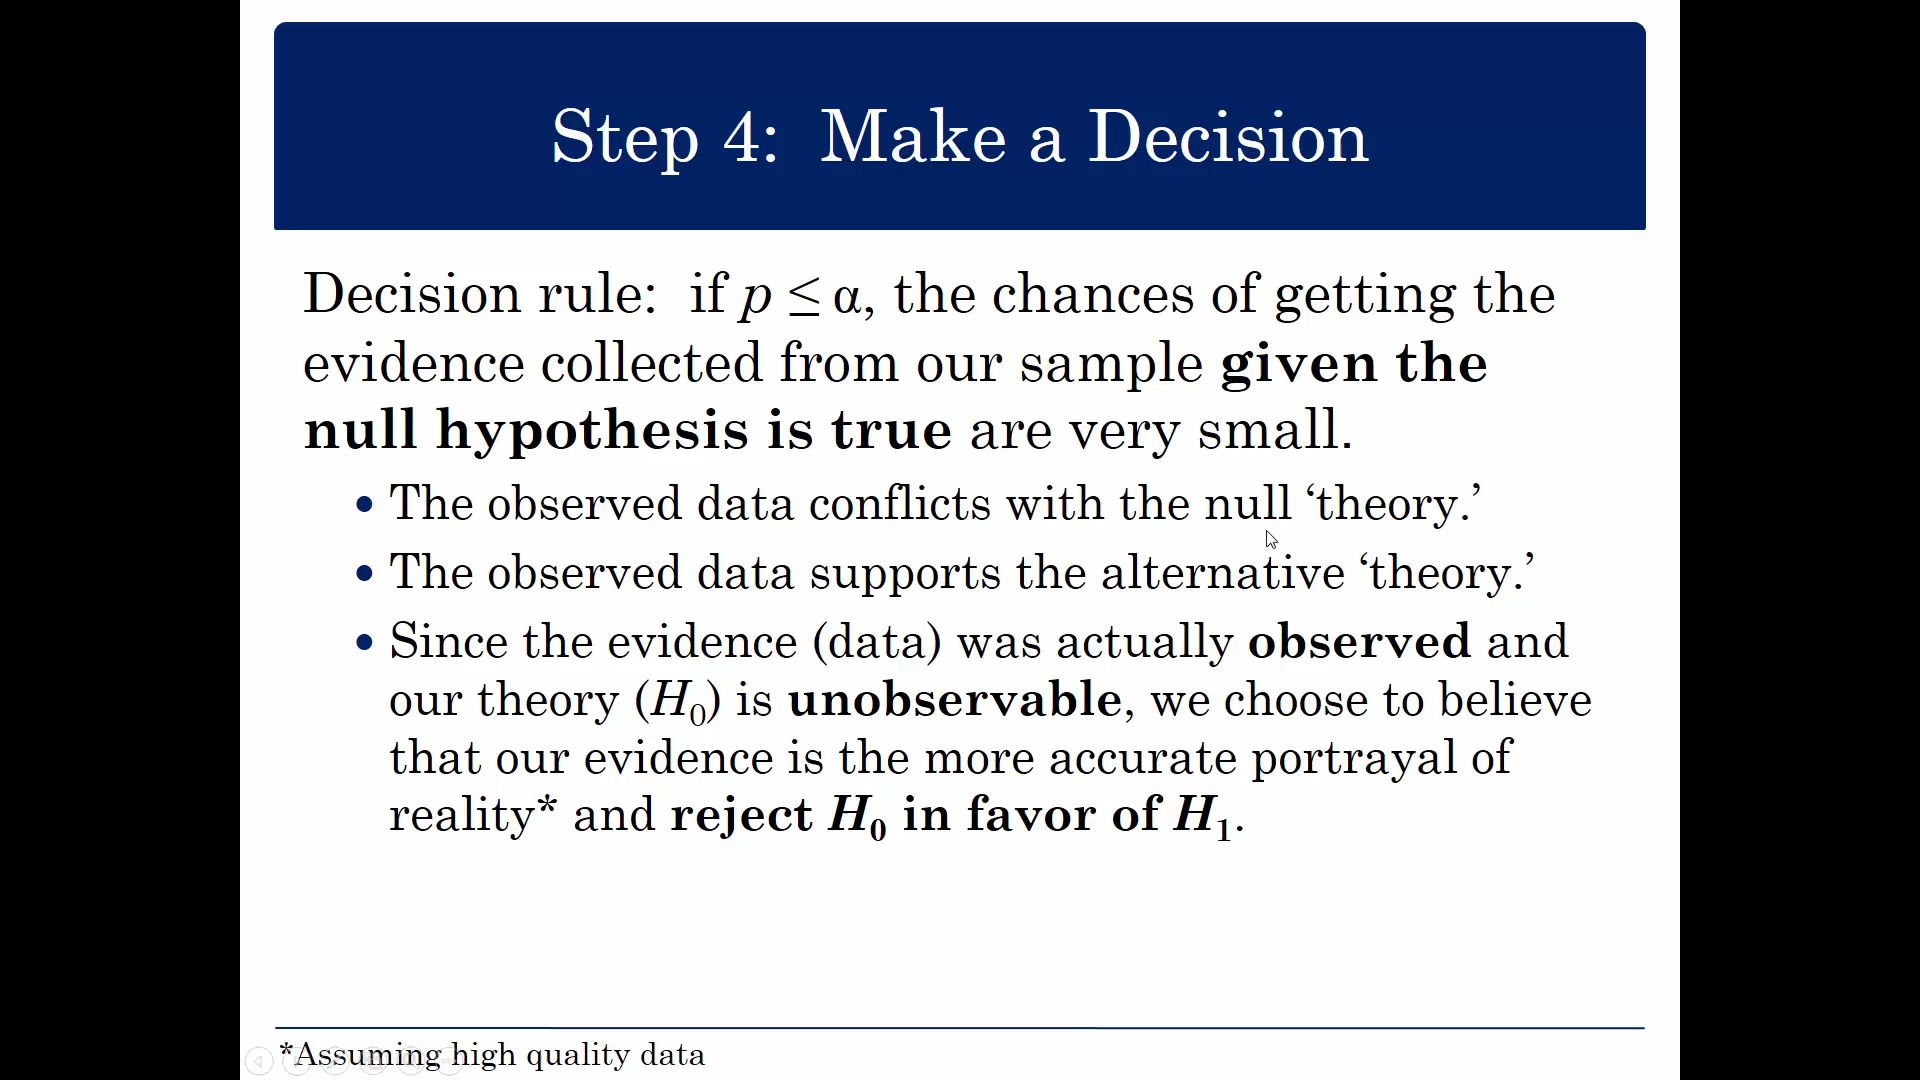 Step 4:  Make a Decision
Decision rule:  if p ≤ α, the chances of getting the
evidence collected from our sample given the
null hypothesis is true are very small.
• The observed data conflicts with the null ‘theory.’
• The observed data supports the alternative ‘theory.’
• Since the evidence (data) was actually observed and
our theory (H₀) is unobservable, we choose to believe
that our evidence is the more accurate portrayal of
reality* and reject H₀ in favor of H₁.
*Assuming high quality data